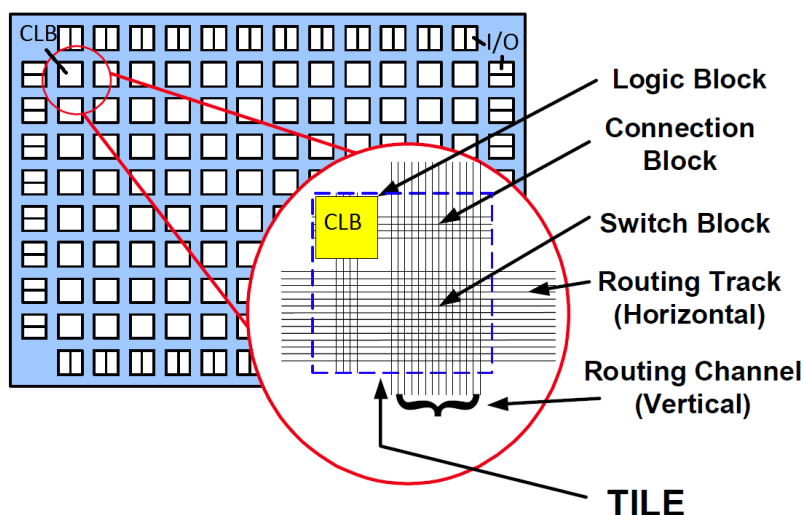 CLB
I/O
Logic Block
Connection
Block
CLB
Switch Block
Routing Track
(Horizontal)
Routing Channel
(Vertical)
TILE